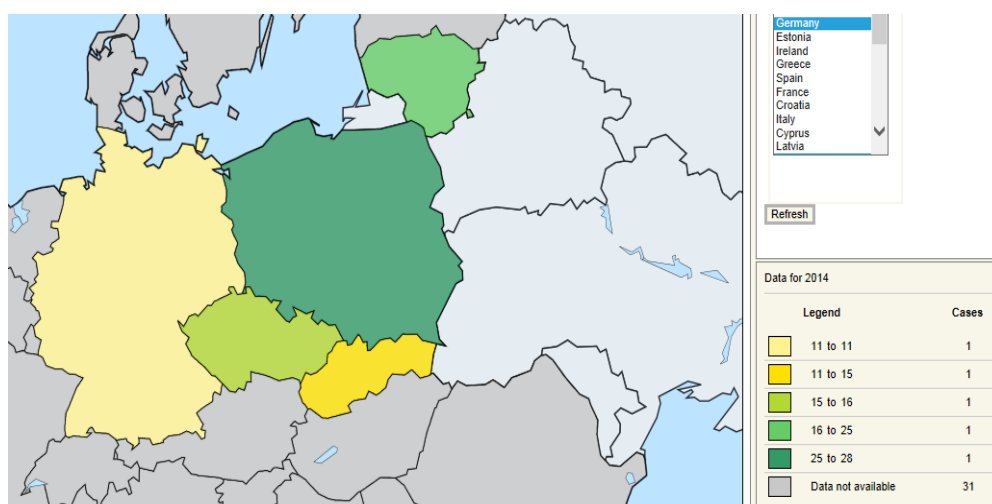 Germany
Estonia
Ireland
Greece
Spain
France
Croatia
Italy
Cyprus
Latvia
Refresh
Data for 2014
Legend Cases
11 to 11 1
11 to 15 1
15 to 16 1
16 to 25 1
25 to 28 1
Data not available 31